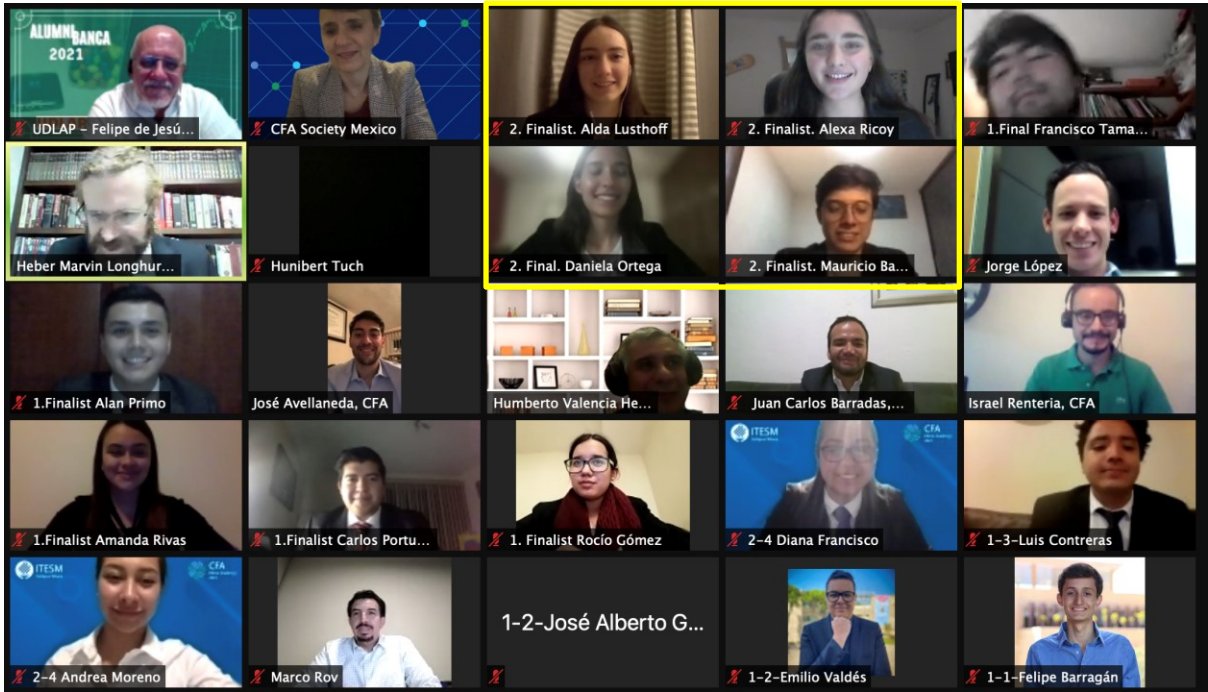 ALUMNI BANCA
2021
UDLAP – Felipe de Jesú...
CFA Society Mexico
2. Finalist. Alda Lusthoff
2. Finalist. Alexa Ricoy
1.Final Francisco Tama...
Heber Marvin Longhur...
Hunibert Tuch
2. Final. Daniela Ortega
2. Finalist. Mauricio Ba...
Jorge López
1.Finalist Alan Primo
José Avellaneda, CFA
Humberto Valencia He...
Juan Carlos Barradas,...
Israel Renteria, CFA
1.Finalist Amanda Rivas
1.Finalist Carlos Portu...
1. Finalist Rocío Gómez
ITESM
CFA
2-4 Diana Francisco
1-3-Luis Contreras
ITESM
CFA
2-4 Andrea Moreno
Marco Rov
1-2-José Alberto G...
1-2-Emilio Valdés
1-1-Felipe Barragán